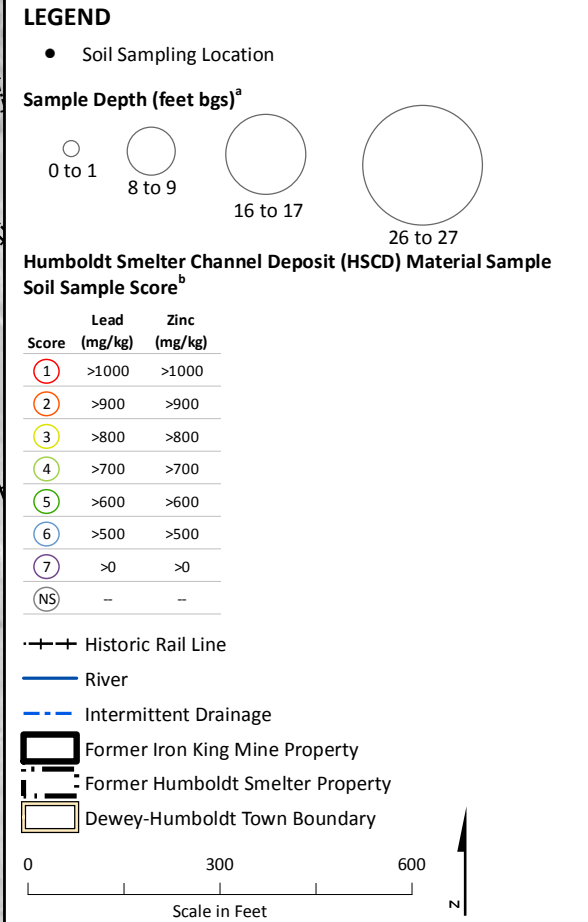 LEGEND
• Soil Sampling Location
Sample Depth (feet bgs)a
0 to 1
8 to 9
16 to 17
26 to 27
Humboldt Smelter Channel Deposit (HSCD) Material Sample
Soil Sample Scoreb
Lead Zinc
Score (mg/kg) (mg/kg)
1 >1000 >1000
2 >900 >900
3 >800 >800
4 >700 >700
5 >600 >600
6 >500 >500
7 >0 >0
NS -- --
Historic Rail Line
River
Intermittent Drainage
Former Iron King Mine Property
Former Humboldt Smelter Property
Dewey-Humboldt Town Boundary
0 300 600
Scale in Feet
N